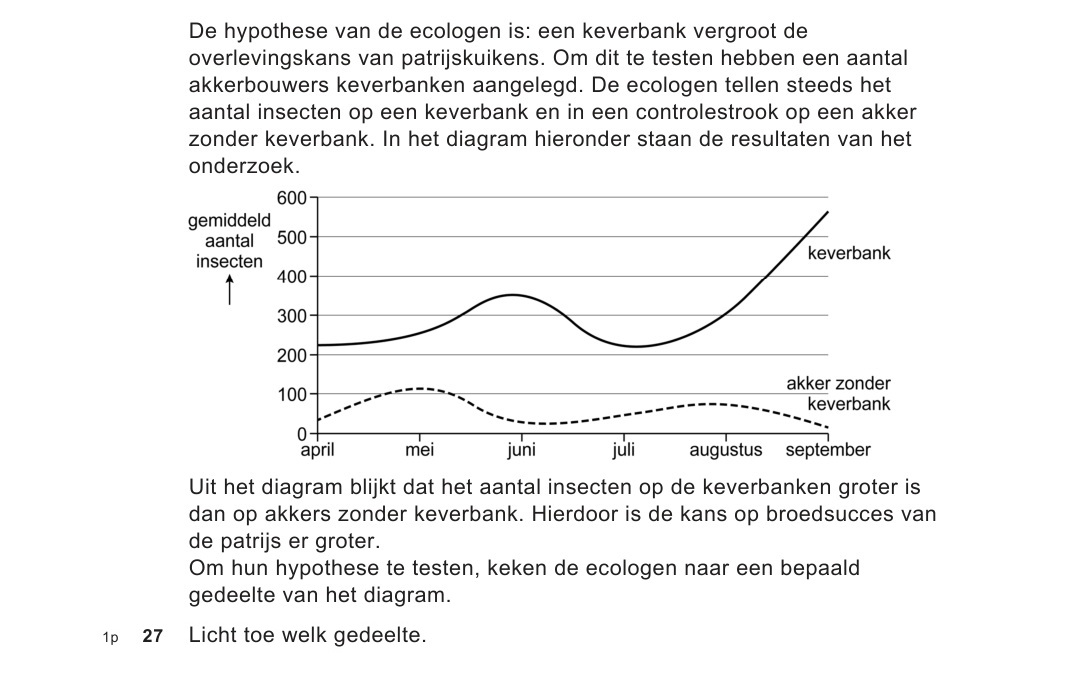 De hypothese van de ecologen is: een keverbank vergroot de
overlevingskans van patrijskuikens. Om dit te testen hebben een aantal
akkerbouwers keverbanken aangelegd. De ecologen tellen steeds het
aantal insecten op een keverbank en in een controlestrook op een akker
zonder keverbank. In het diagram hieronder staan de resultaten van het
onderzoek.
600
gemiddeld
aantal
insecten
500
keverbank
400
300
200
akker zonder
keverbank
100
0
april mei juni juli augustus september
Uit het diagram blijkt dat het aantal insecten op de keverbanken groter is
dan op akkers zonder keverbank. Hierdoor is de kans op broedsucces van
de patrijs er groter.
Om hun hypothese te testen, keken de ecologen naar een bepaald
gedeelte van het diagram.
1p 27 Licht toe welk gedeelte.